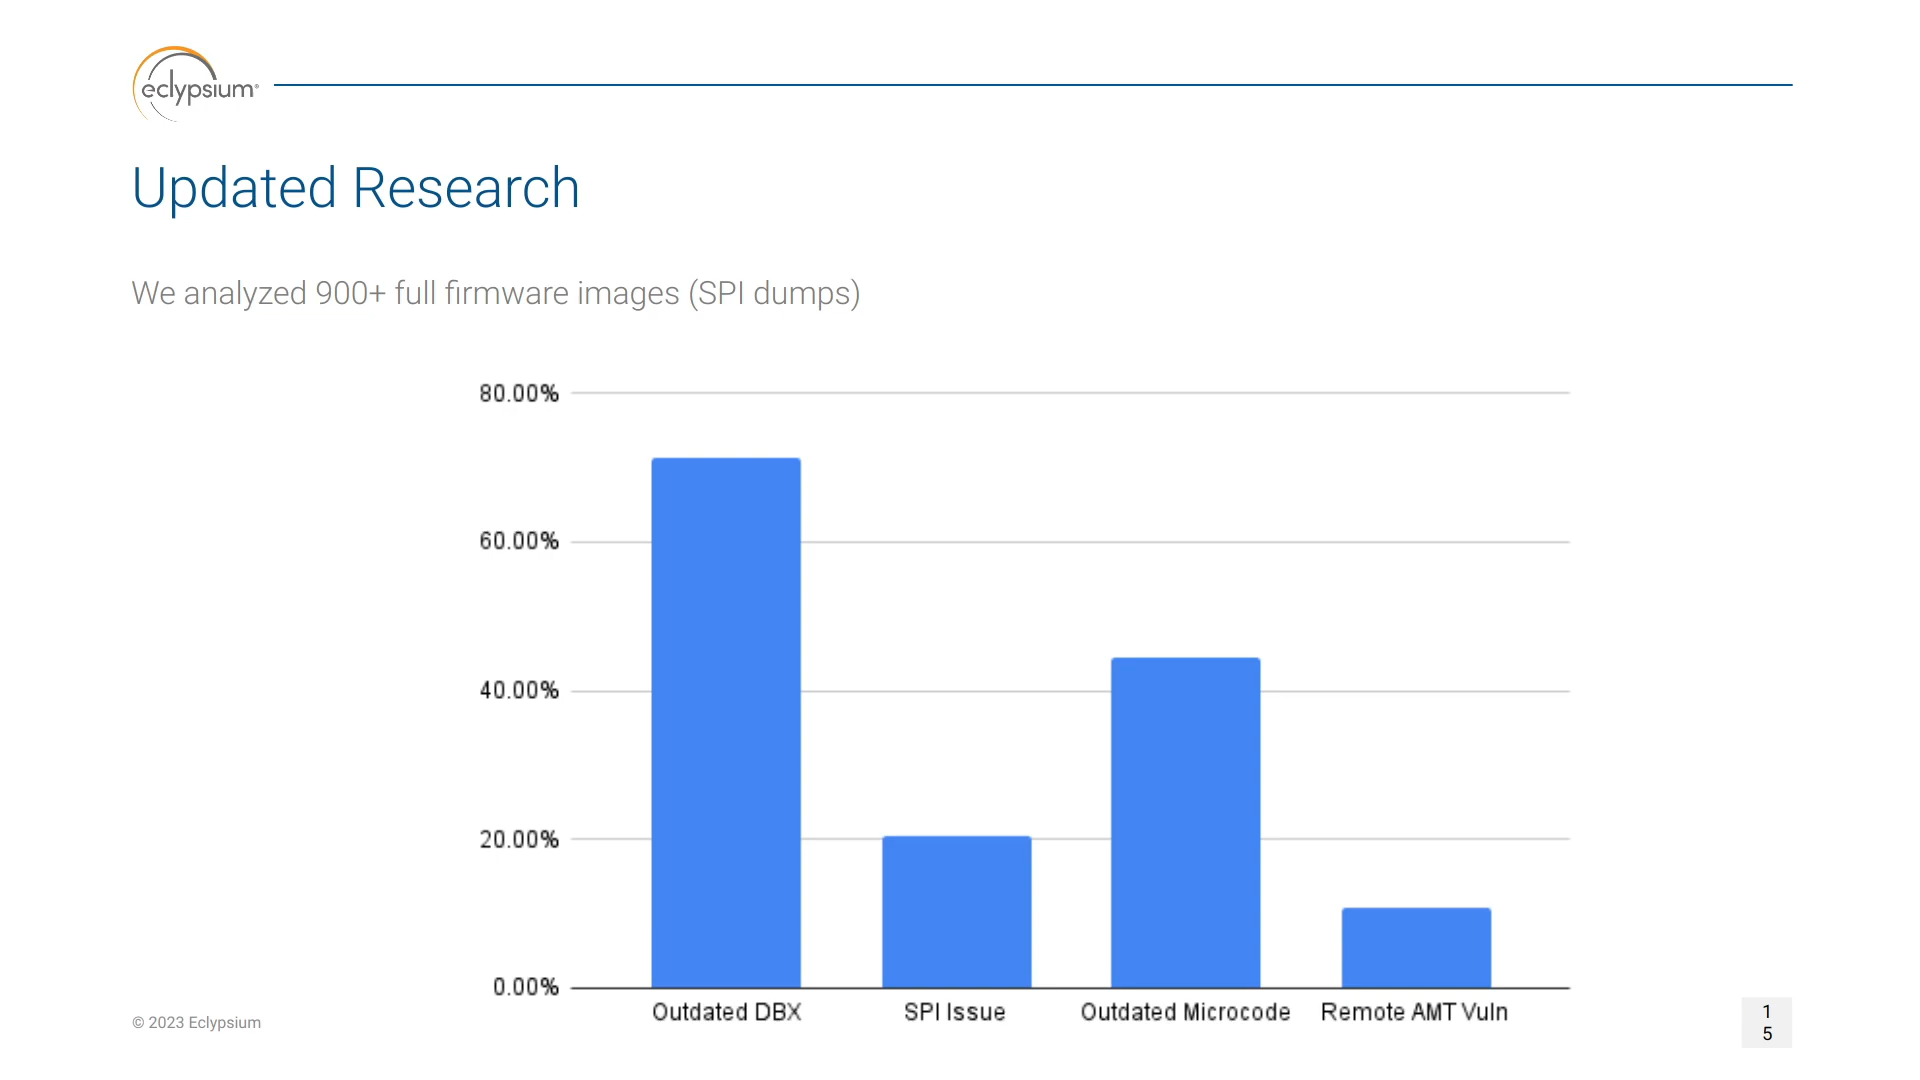 eclypsium®
Updated Research
We analyzed 900+ full firmware images (SPI dumps)
80.00%
60.00%
40.00%
20.00%
0.00%
Outdated DBX
SPI Issue
Outdated Microcode
Remote AMT Vuln
© 2023 Eclypsium
1
5